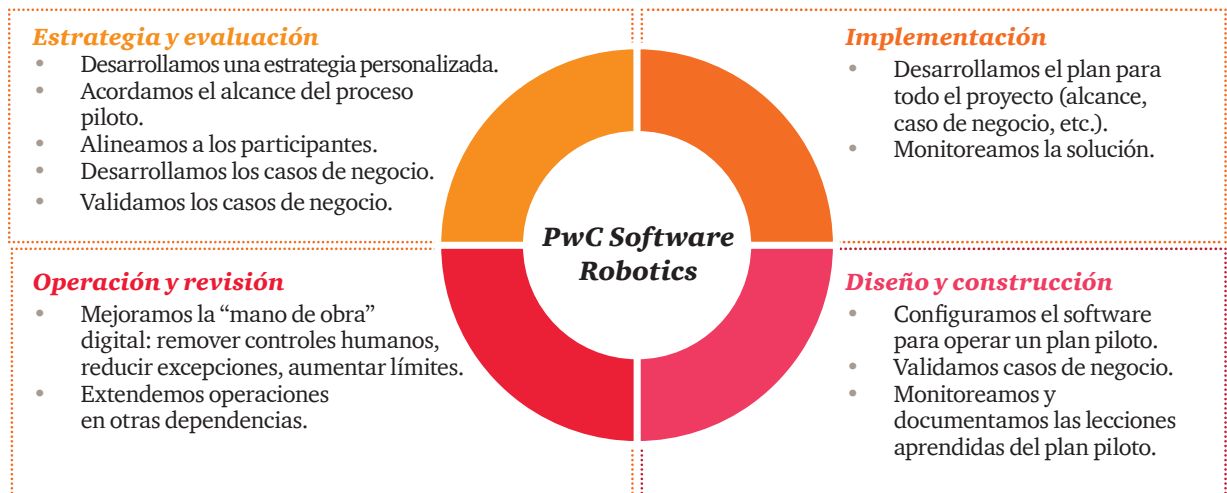 Estrategia y evaluación
• Desarrollamos una estrategia personalizada.
• Acordamos el alcance del proceso
piloto.
• Alineamos a los participantes.
• Desarrollamos los casos de negocio.
• Validamos los casos de negocio.
Implementación
• Desarrollamos el plan para
todo el proyecto (alcance,
caso de negocio, etc.).
• Monitoreamos la solución.
PwC Software
Robotics
Operación y revisión
• Mejoramos la “mano de obra”
digital: remover controles humanos,
reducir excepciones, aumentar límites.
• Extendemos operaciones
en otras dependencias.
Diseño y construcción
• Configuramos el software
para operar un plan piloto.
• Validamos casos de negocio.
• Monitoreamos y
documentamos las lecciones
aprendidas del plan piloto.